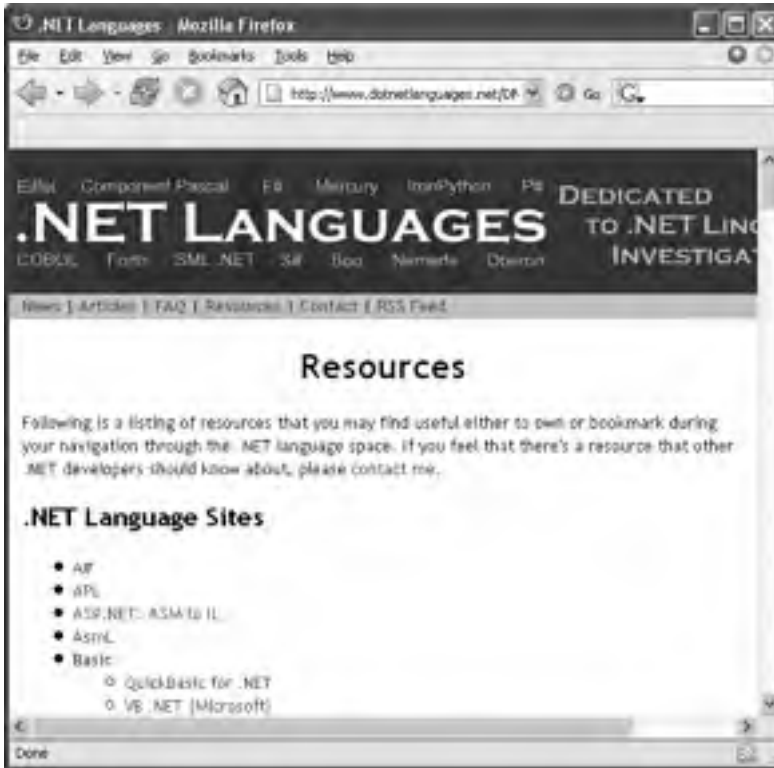 .NET Languages - Mozilla Firefox
File Edit View Go Bookmarks Tools Help
http://www.dotnetlanguages.net/DN Go
Eiffel Component Pascal F# Mercury IronPython P#
.NET LANGUAGES
COBOL Forth SML .NET S# Boo Nemerle Oberon
DEDICATED
TO .NET LING
INVESTIGAT
News | Articles | FAQ | Resources | Contact | RSS Feed
Resources
Following is a listing of resources that you may find useful either to own or bookmark during
your navigation through the .NET language space. If you feel that there's a resource that other
.NET developers should know about, please contact me.
.NET Language Sites
APL
ASP.NET: ASM to IL
AsmL
Basic
QuickBasic for .NET
VB .NET (Microsoft)
Done